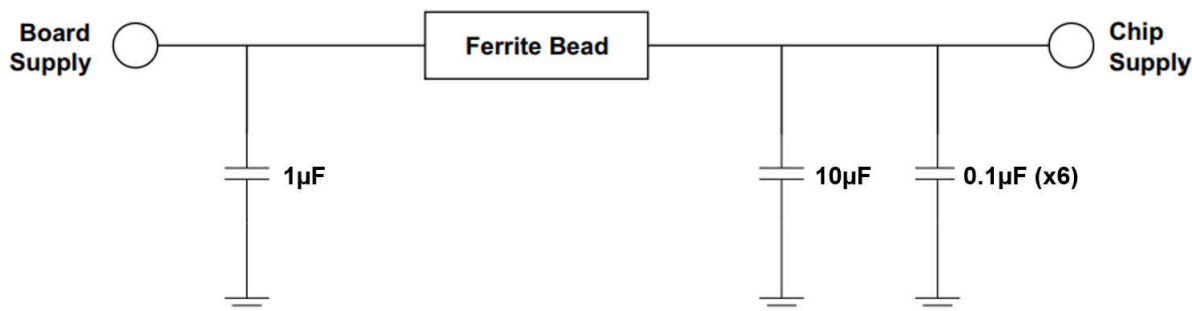 Board
Supply
Ferrite Bead
Chip
Supply
1µF
10µF
0.1µF (x6)